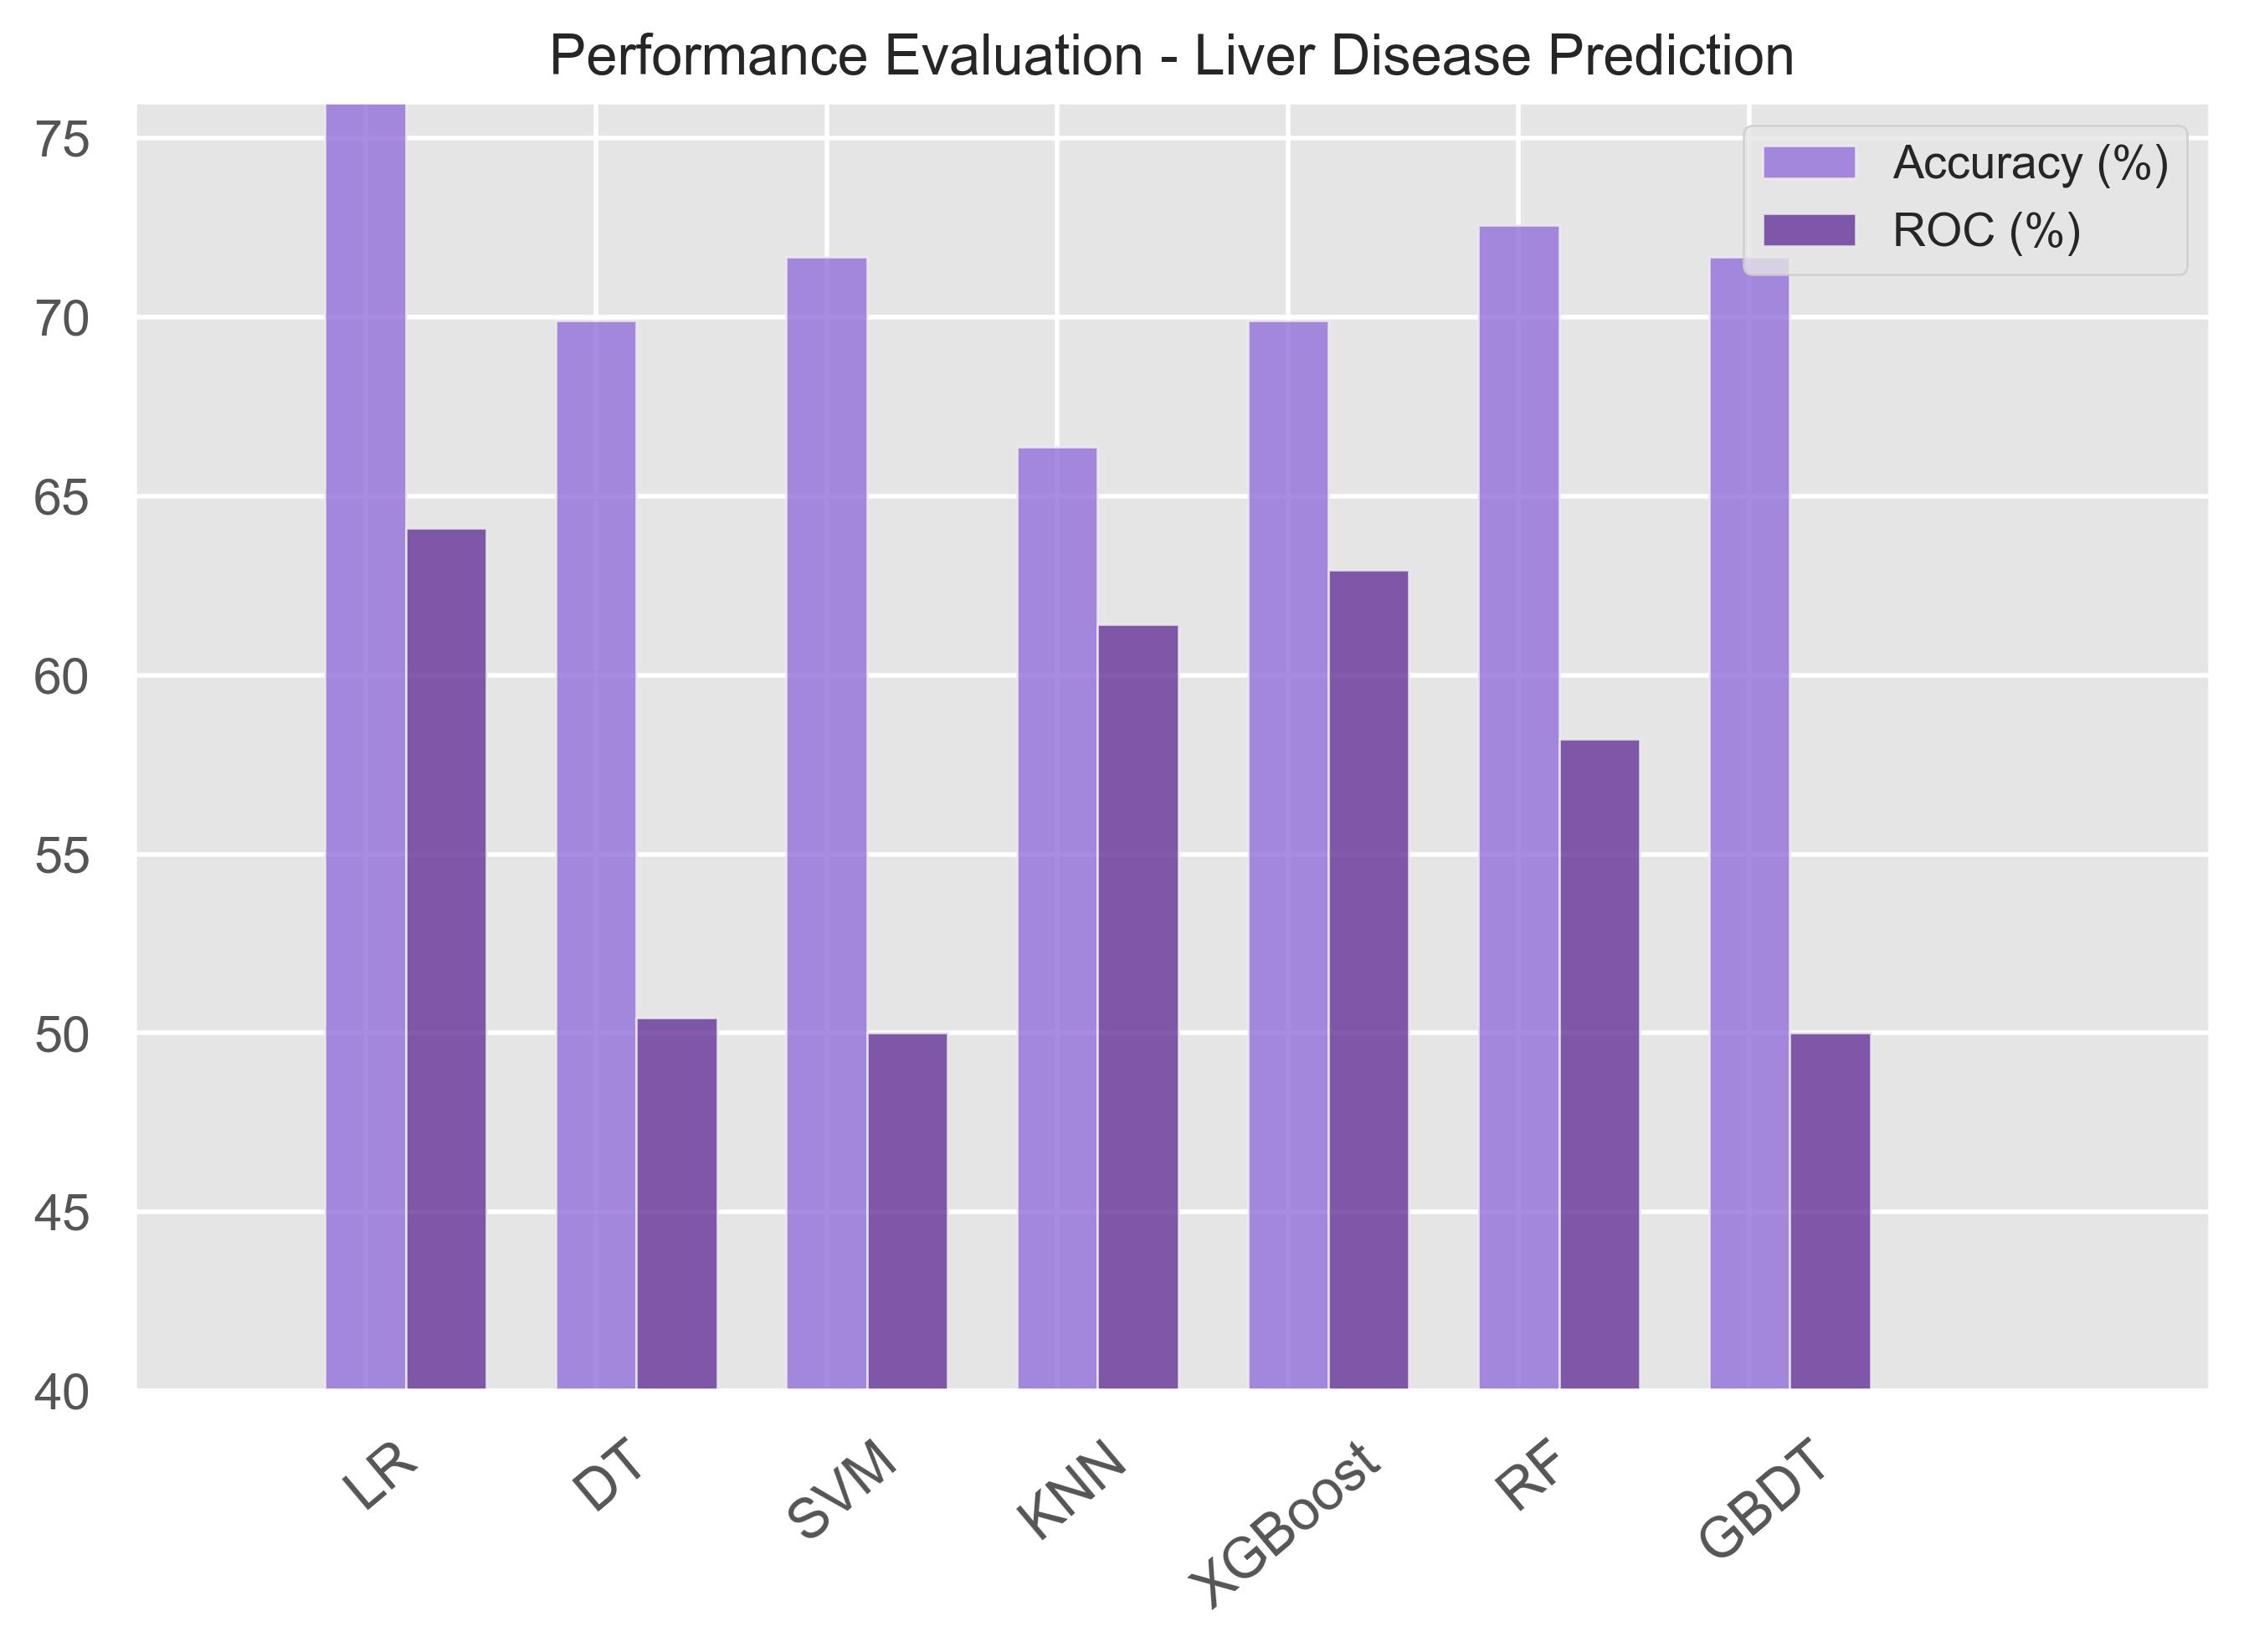 Performance Evaluation - Liver Disease Prediction
75
70
65
60
55
50
45
40
Accuracy (%)
ROC (%)
LR
DT
SVM
KNN
XGBoost
RF
GBDT